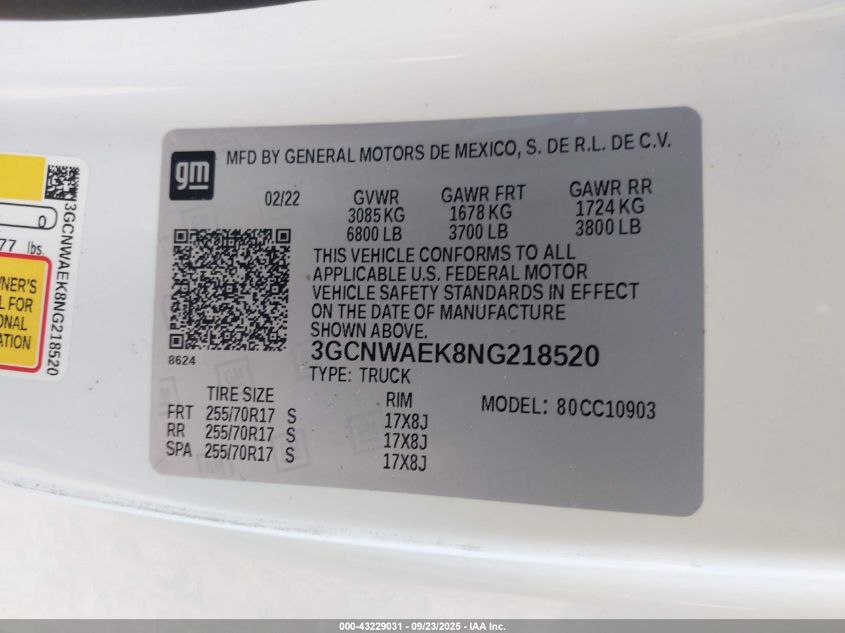 gm
MFD BY GENERAL MOTORS DE MEXICO, S. DE R.L. DE C.V.
02/22
GVWR
3085 KG
6800 LB
GAWR FRT
1678 KG
3700 LB
GAWR RR
1724 KG
3800 LB
THIS VEHICLE CONFORMS TO ALL
APPLICABLE U.S. FEDERAL MOTOR
VEHICLE SAFETY STANDARDS IN EFFECT
ON THE DATE OF MANUFACTURE
SHOWN ABOVE.
8624
3GCNWAEK8NG218520
TYPE: TRUCK
TIRE SIZE
RIM
MODEL: 80CC10903
FRT 255/70R17 S 17X8J
RR 255/70R17 S 17X8J
SPA 255/70R17 S 17X8J
3GCNWAEK8NG218520
0
77 lbs.
NER'S
L FOR
ONAL
ATION
000-43229031 - 09/23/2025 - IAA Inc.